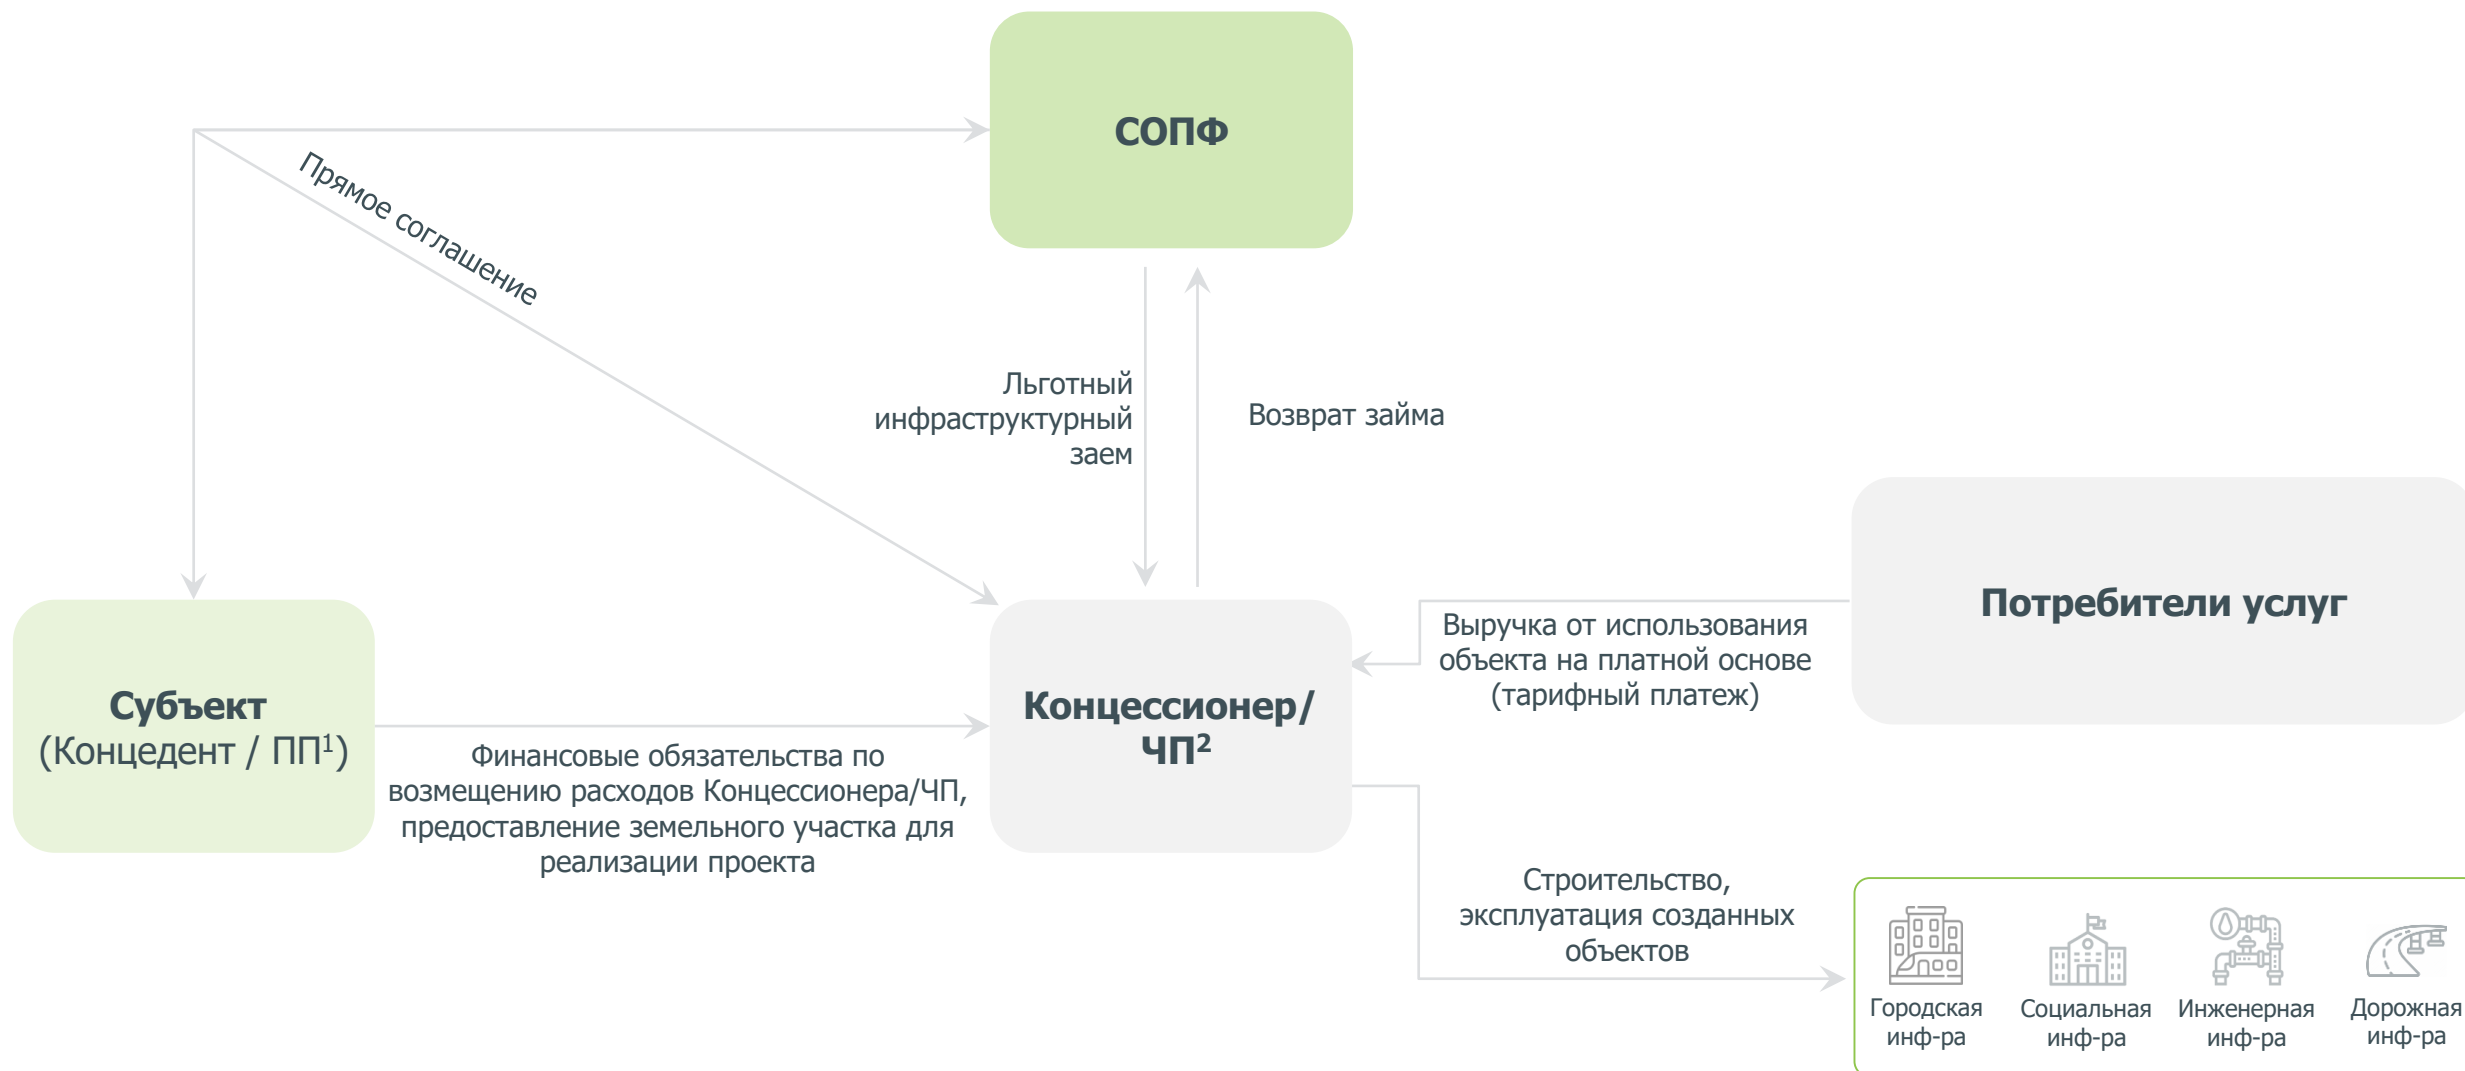 СОПФ
Прямое соглашение
Льготный
инфраструктурный
заем
Возврат займа
Потребители услуг
Выручка от использования
объекта на платной основе
(тарифный платеж)
Субъект
(Концедент / ПП¹)
Концессионер/
ЧП²
Финансовые обязательства по
возмещению расходов Концессионера/ЧП,
предоставление земельного участка для
реализации проекта
Строительство,
эксплуатация созданных
объектов
Городская
инф-ра
Социальная
инф-ра
Инженерная
инф-ра
Дорожная
инф-ра